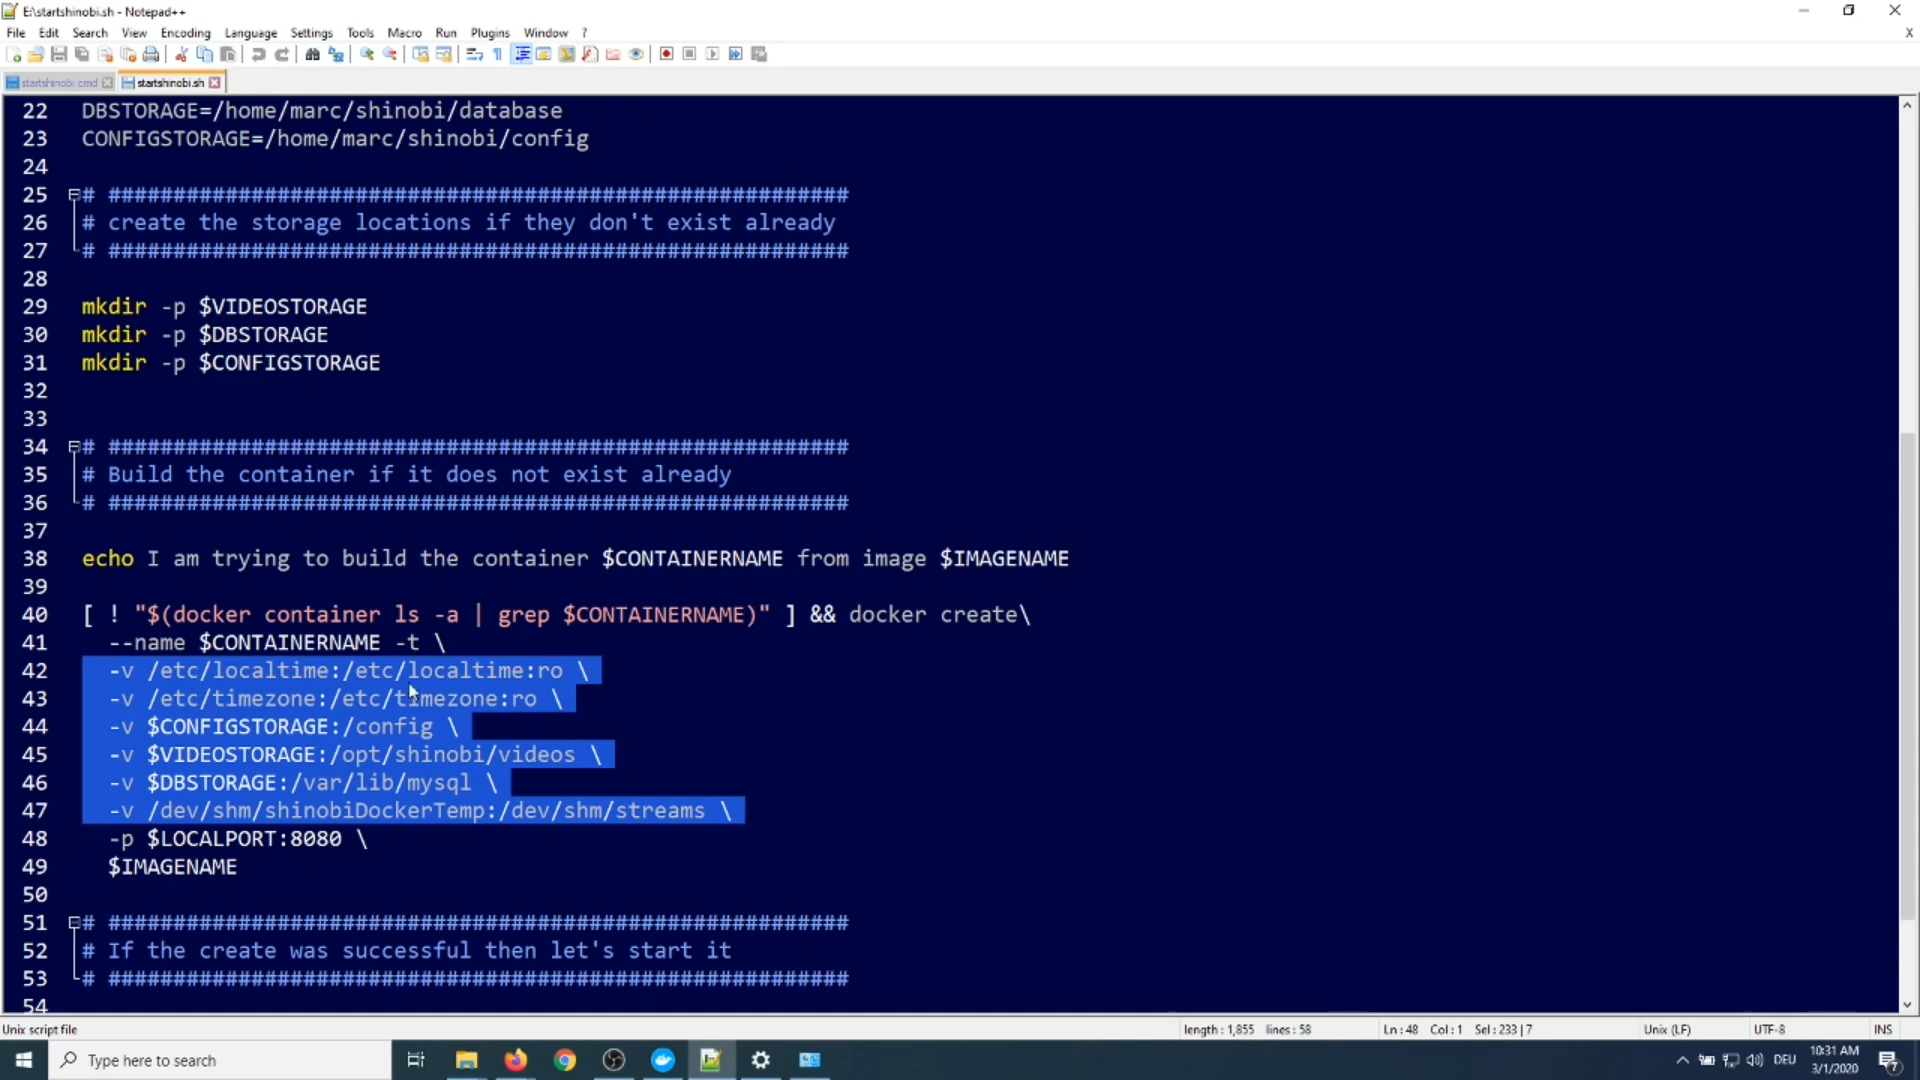 E:\startshinobi.sh - Notepad++
File Edit Search View Encoding Language Settings Tools Macro Run Plugins Window ?
X
startshinobi.cmd startshinobi.sh
22 DBSTORAGE=/home/marc/shinobi/database
23 CONFIGSTORAGE=/home/marc/shinobi/config
24
25 # #########################################################
26 # create the storage locations if they don't exist already
27 # #########################################################
28
29 mkdir -p $VIDEOSTORAGE
30 mkdir -p $DBSTORAGE
31 mkdir -p $CONFIGSTORAGE
32
33
34 # #########################################################
35 # Build the container if it does not exist already
36 # #########################################################
37
38 echo I am trying to build the container $CONTAINERNAME from image $IMAGENAME
39
40 [ ! "$(docker container ls -a | grep $CONTAINERNAME)" ] && docker create\
41 --name $CONTAINERNAME -t \
42 -v /etc/localtime:/etc/localtime:ro \
43 -v /etc/timezone:/etc/timezone:ro \
44 -v $CONFIGSTORAGE:/config \
45 -v $VIDEOSTORAGE:/opt/shinobi/videos \
46 -v $DBSTORAGE:/var/lib/mysql \
47 -v /dev/shm/shinobiDockerTemp:/dev/shm/streams \
48 -p $LOCALPORT:8080 \
49 $IMAGENAME
50
51 # #########################################################
52 # If the create was successful then let's start it
53 # #########################################################
54
Unix script file length : 1,855 lines : 58 Ln : 48 Col : 1 Sel : 233 | 7 Unix (LF) UTF-8 INS
Type here to search DEU 10:31 AM
3/1/2020 7